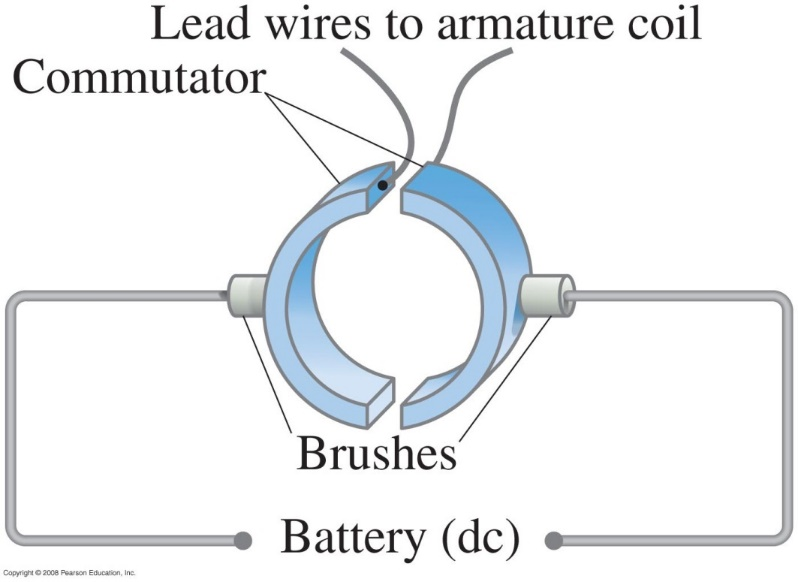 Lead wires to armature coil
Commutator
Brushes
Battery (dc)
Copyright © 2008 Pearson Education, Inc.